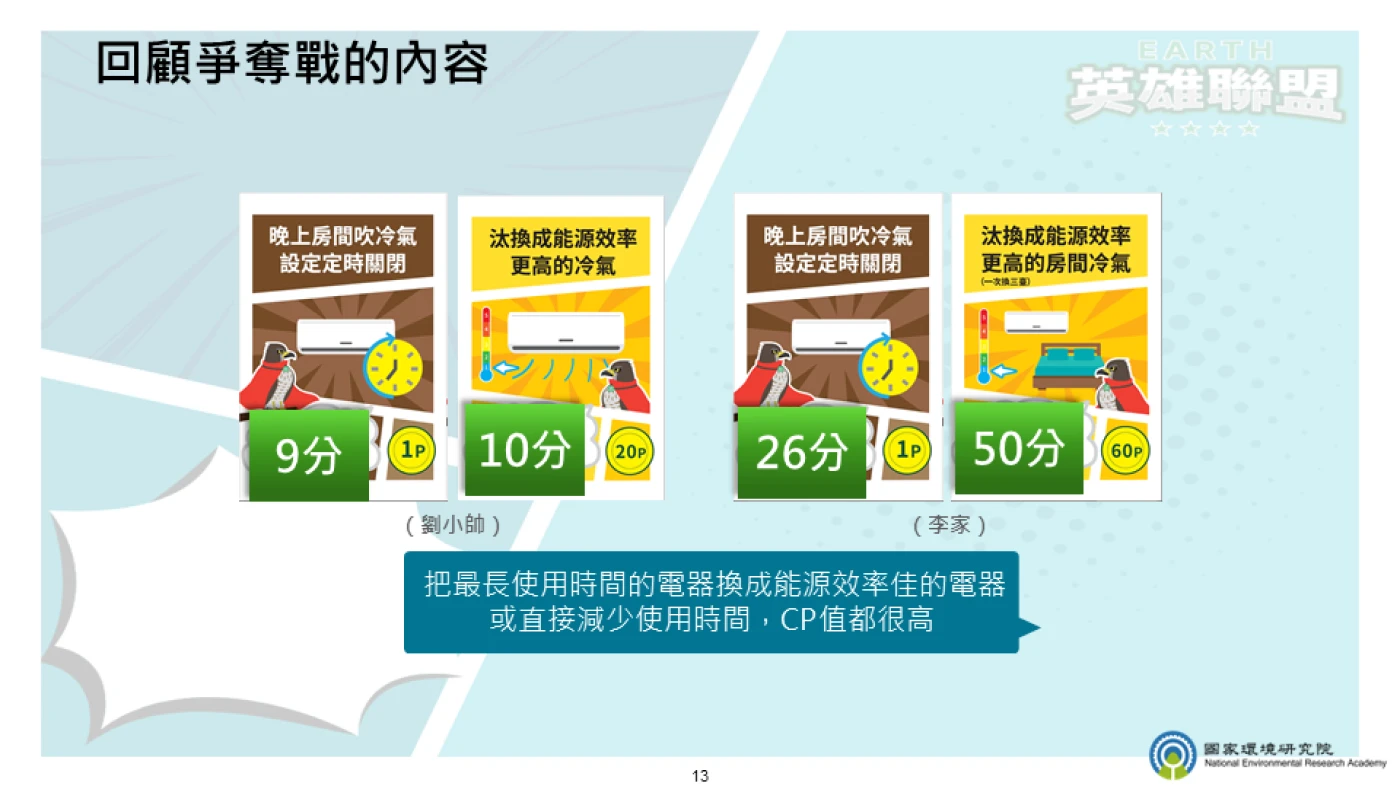 回顧爭奪戰的內容
EARTH
英雄聯盟
晚上房間吹冷氣
設定定時關閉
9分
1P
汰換成能源效率
更高的冷氣
10分
20P
(劉小帥)
晚上房間吹冷氣
設定定時關閉
26分
1P
汰換成能源效率
更高的房間冷氣
(一次換三臺)
50分
60P
(李家)
把最長使用時間的電器換成能源效率佳的電器
或直接減少使用時間，CP值都很高
國家環境研究院
National Environmental Research Academy
13